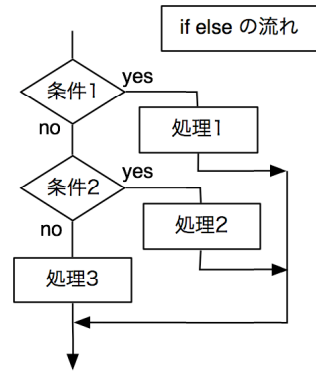 if else の流れ
条件1
yes
no
処理1
条件2
yes
no
処理2
処理3